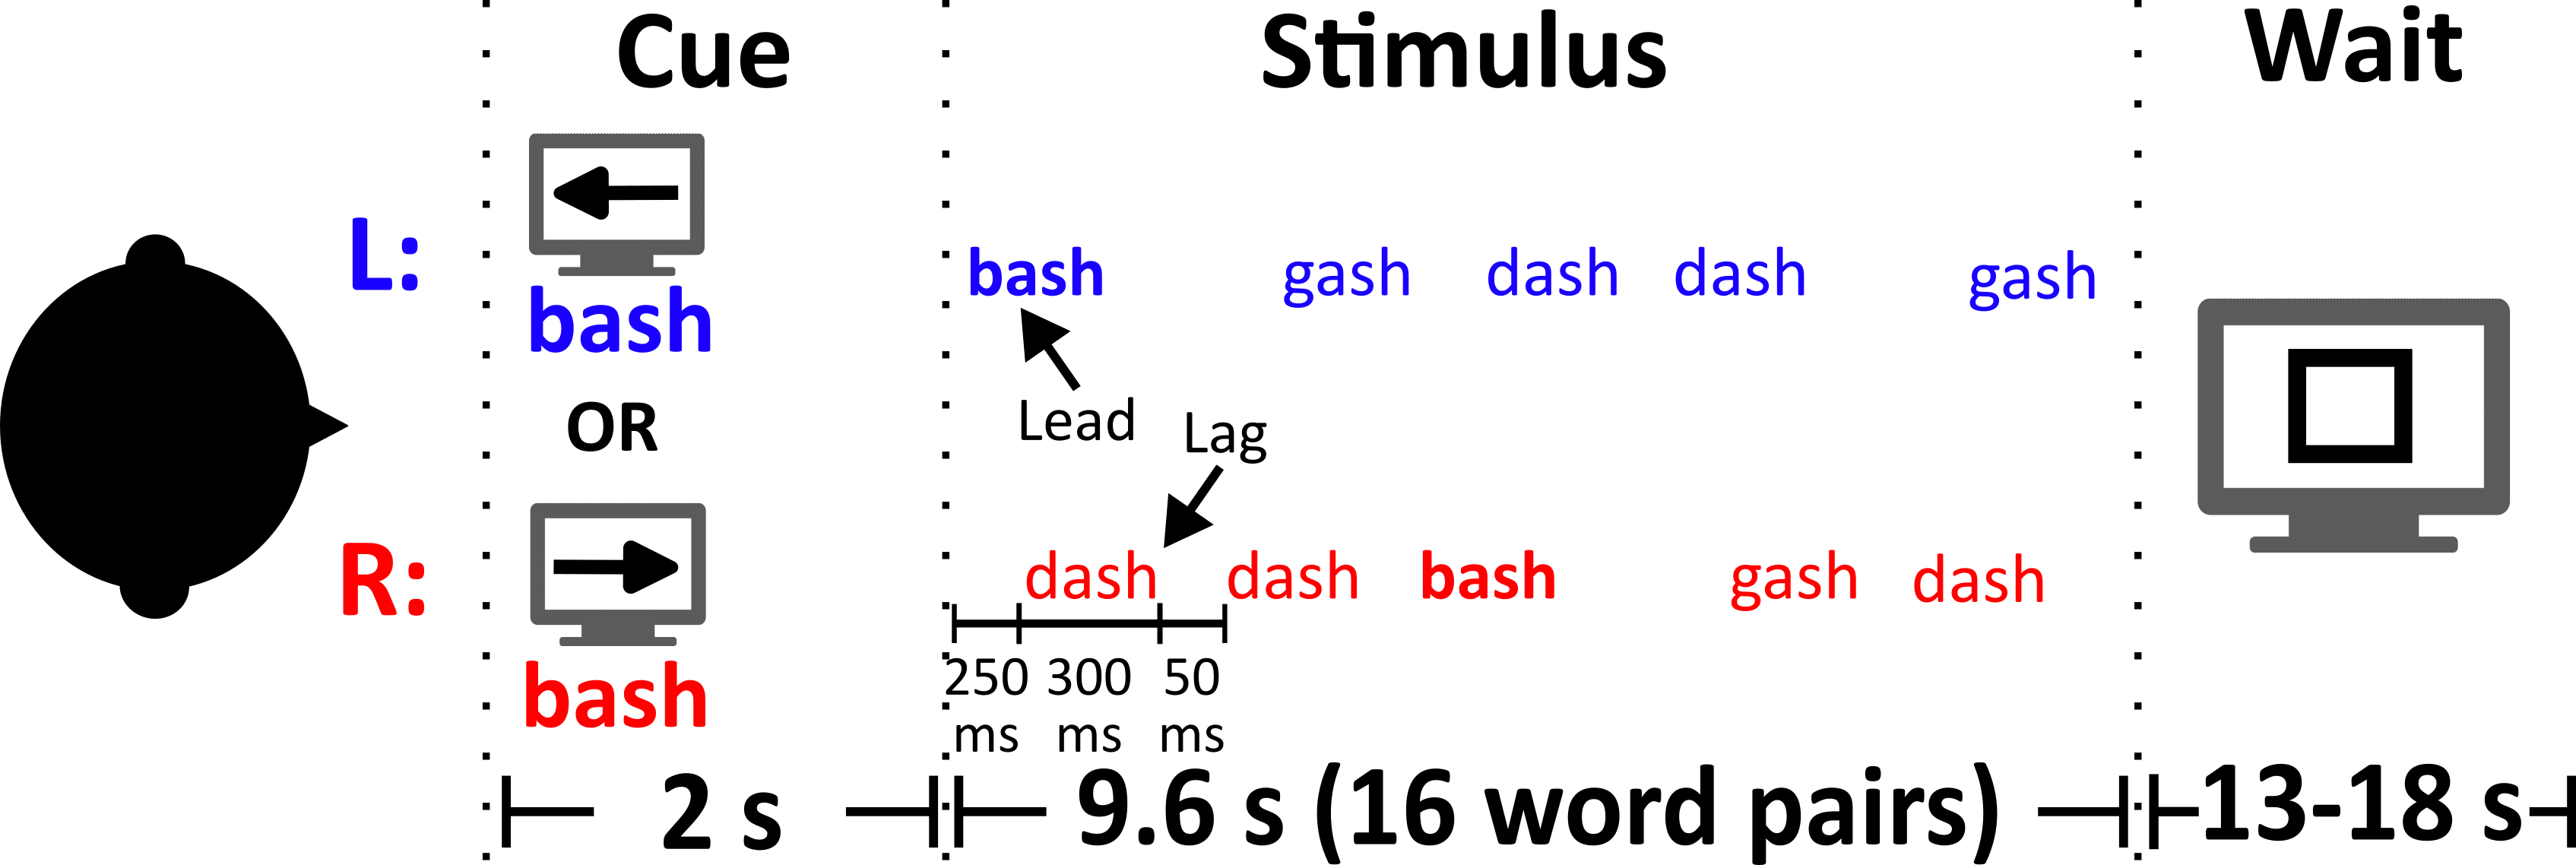 Cue
Stimulus
Wait
L:
bash
bash gash dash dash gash
Lead
OR
Lag
R:
bash
dash dash bash gash dash
250 ms
300 ms
50 ms
2 s
9.6 s (16 word pairs)
13-18 s